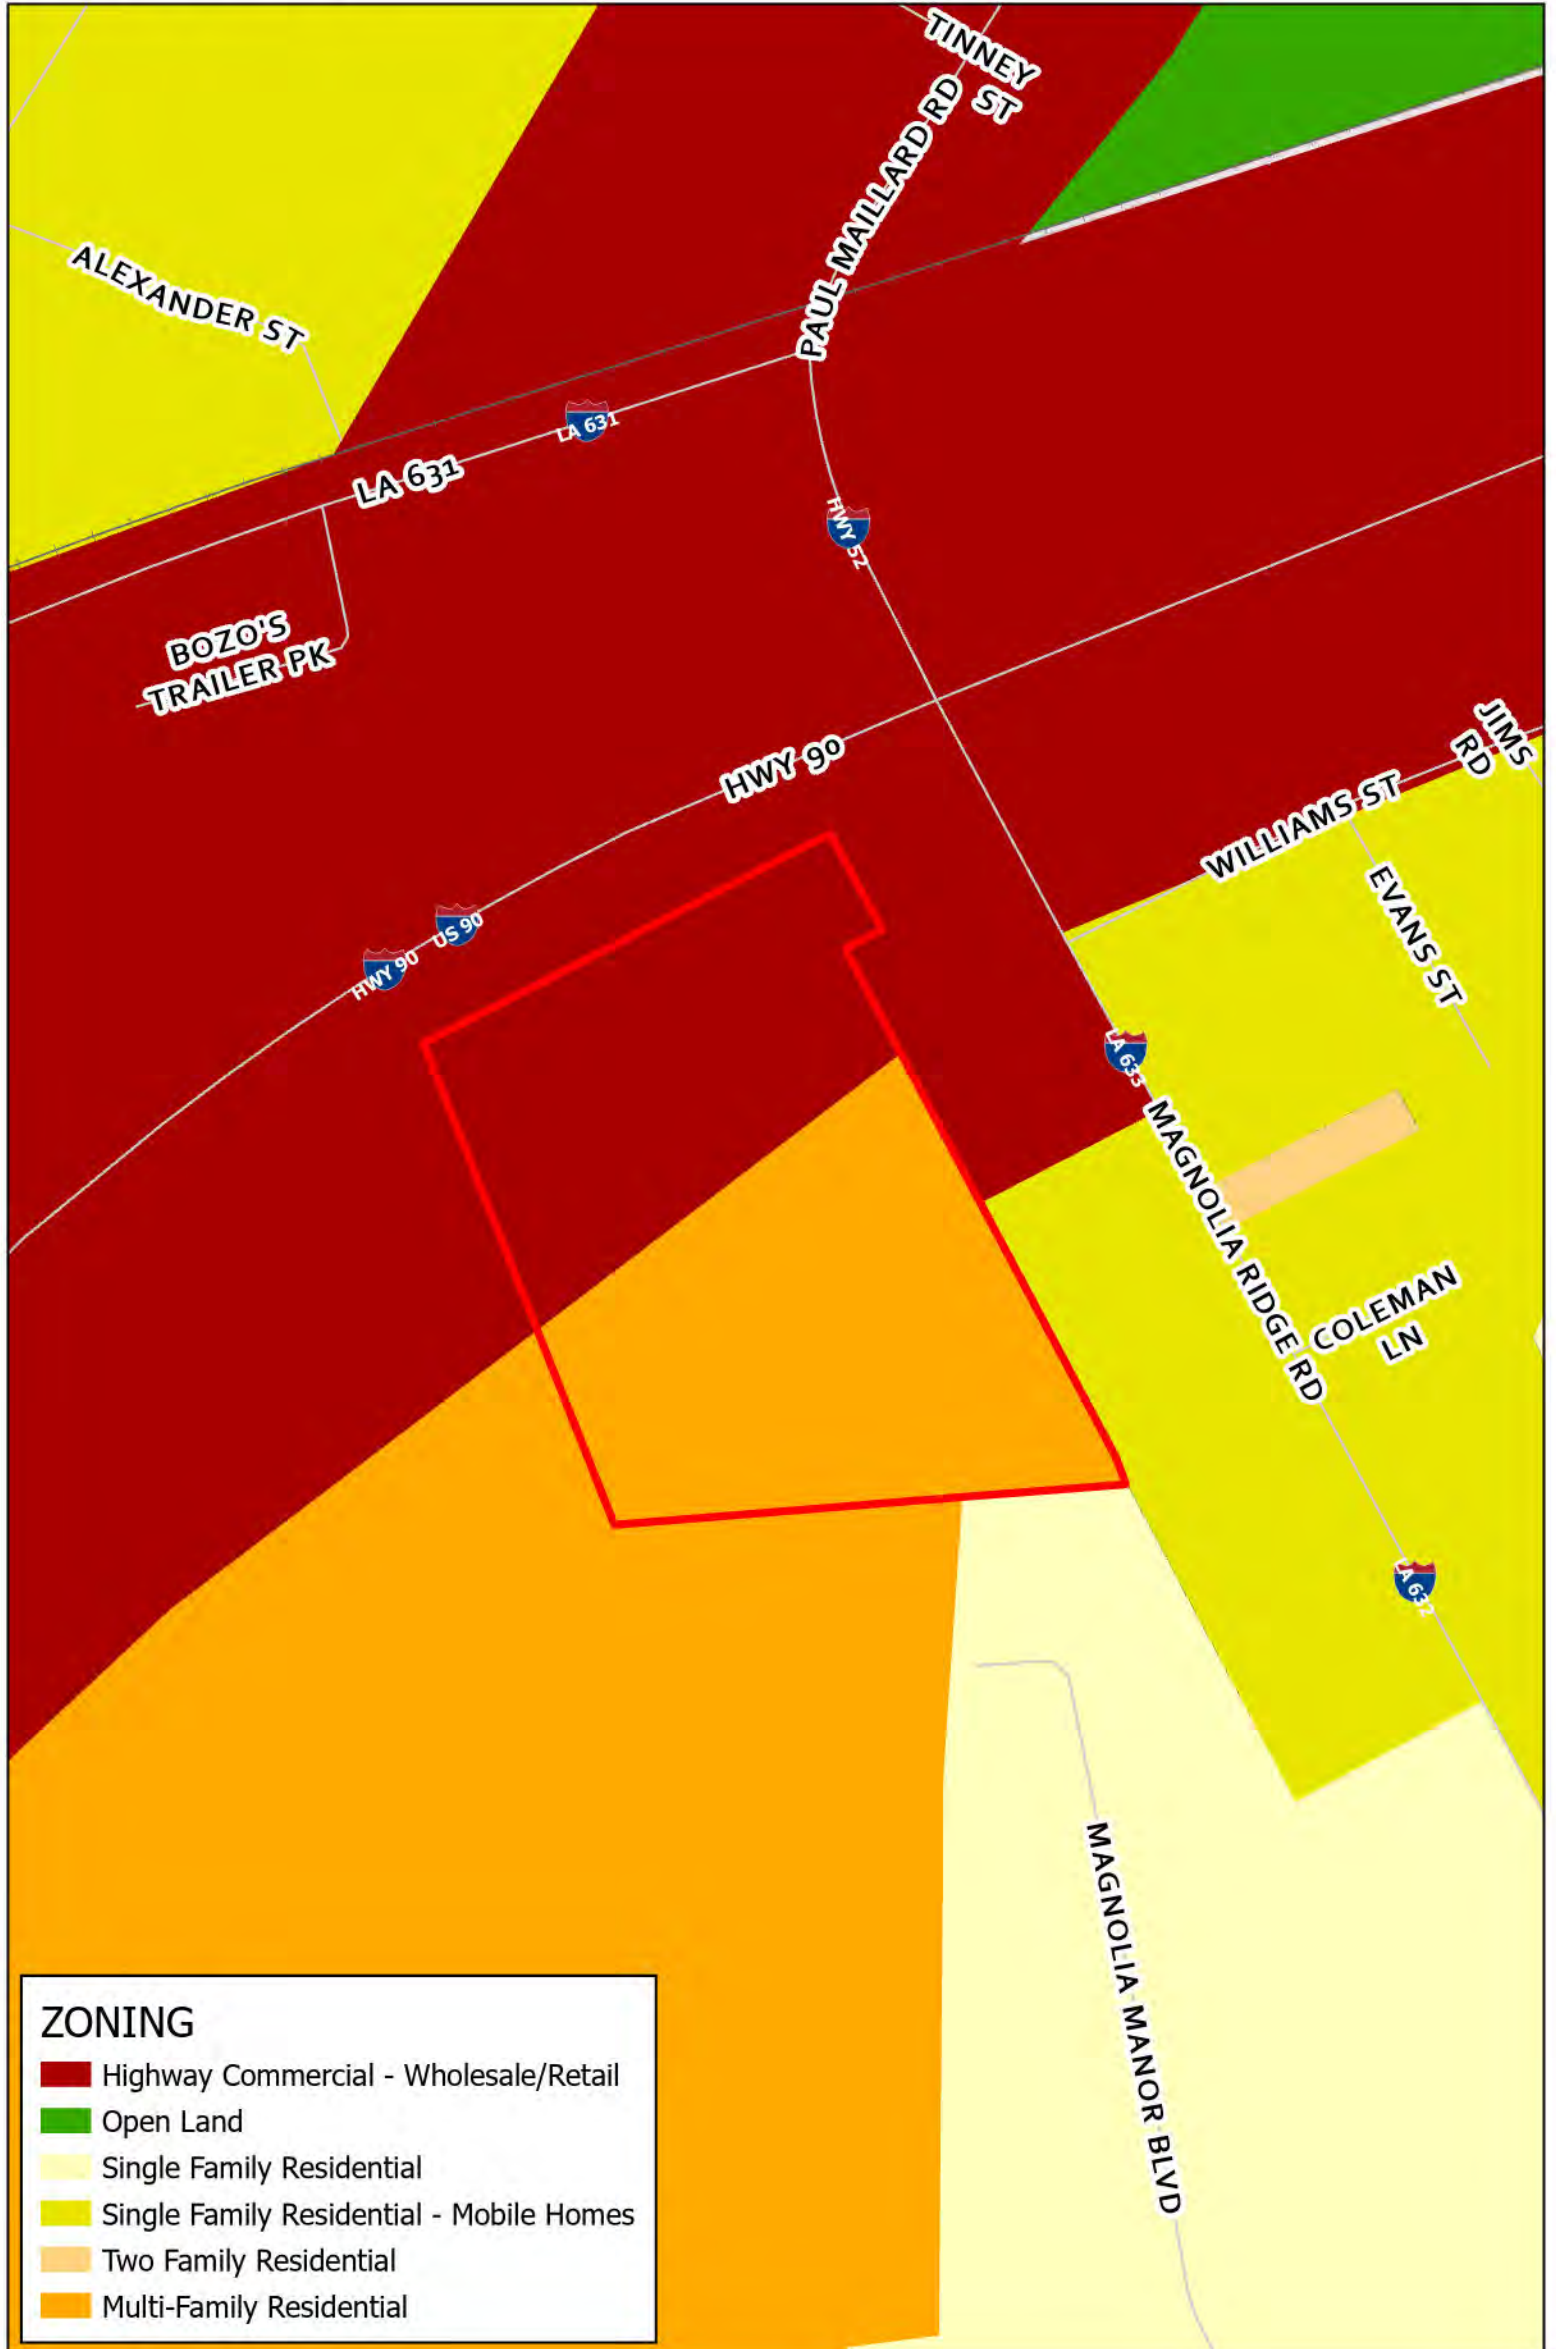 TINNEY
ST
PAUL MAILLARD RD
ALEXANDER ST
LA 631
LA 631
HWY 52
BOZO'S
TRAILER PK
HWY 90
JIMS
RD
WILLIAMS ST
EVANS ST
US 90
HWY 90
LA 633
MAGNOLIA RIDGE RD
COLEMAN
LN
LA 632
MAGNOLIA MANOR BLVD
ZONING
Highway Commercial - Wholesale/Retail
Open Land
Single Family Residential
Single Family Residential - Mobile Homes
Two Family Residential
Multi-Family Residential